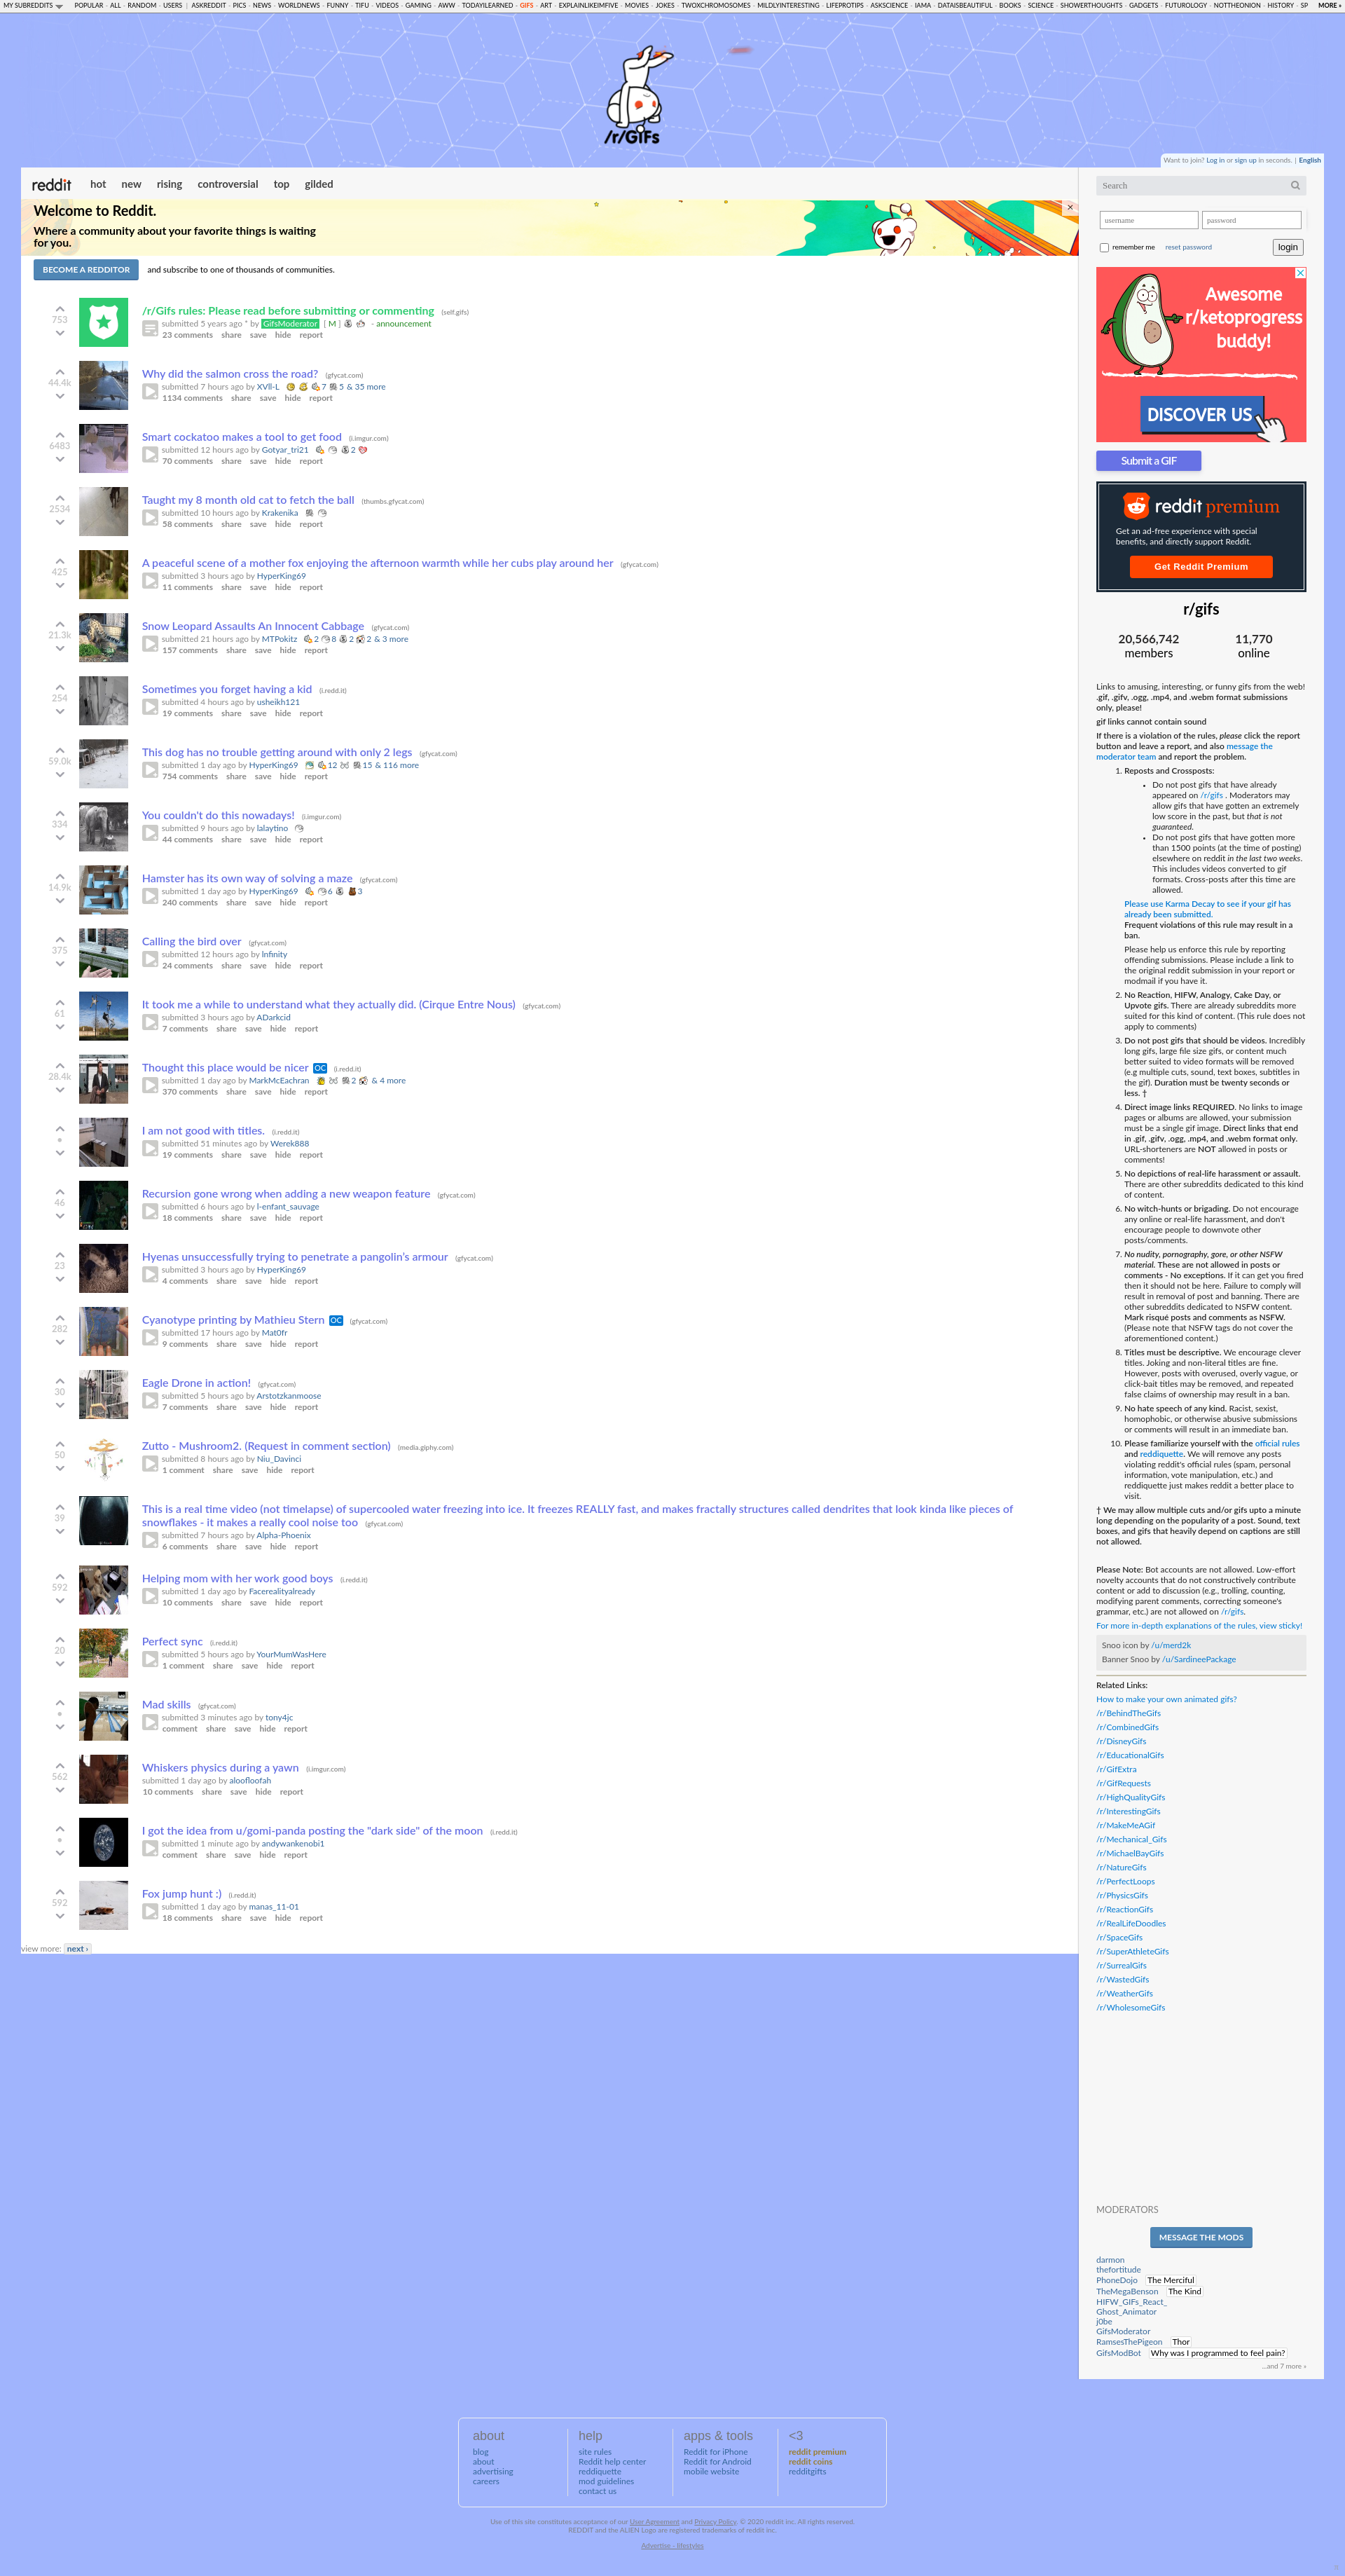 MY SUBREDDITS POPULAR - ALL - RANDOM - USERS | ASKREDDIT - PICS - NEWS - WORLDNEWS - FUNNY - TIFU - VIDEOS - GAMING - AWW - TODAYILEARNED - GIFS - ART - EXPLAINLIKEIMFIVE - MOVIES - JOKES - TWOXCHROMOSOMES - MILDLYINTERESTING - LIFEPROTIPS - ASKSCIENCE - IAMA - DATAISBEAUTIFUL - BOOKS - SCIENCE - SHOWERTHOUGHTS - GADGETS - FUTUROLOGY - NOTTHEONION - HISTORY - SP MORE »
/r/GIFs
Want to join? Log in or sign up in seconds. | English
reddit hot new rising controversial top gilded
Welcome to Reddit.
Where a community about your favorite things is waiting
for you.
BECOME A REDDITOR and subscribe to one of thousands of communities.
753
/r/Gifs rules: Please read before submitting or commenting (self.gifs)
submitted 5 years ago * by GifsModerator [ M ] - announcement
23 comments share save hide report
44.4k
Why did the salmon cross the road? (gfycat.com)
submitted 7 hours ago by XVll-L 7 5 & 35 more
1134 comments share save hide report
6483
Smart cockatoo makes a tool to get food (i.imgur.com)
submitted 12 hours ago by Gotyar_tri21 2
70 comments share save hide report
2534
Taught my 8 month old cat to fetch the ball (thumbs.gfycat.com)
submitted 10 hours ago by Krakenika
58 comments share save hide report
425
A peaceful scene of a mother fox enjoying the afternoon warmth while her cubs play around her (gfycat.com)
submitted 3 hours ago by HyperKing69
11 comments share save hide report
21.3k
Snow Leopard Assaults An Innocent Cabbage (gfycat.com)
submitted 21 hours ago by MTPokitz 2 8 2 2 & 3 more
157 comments share save hide report
254
Sometimes you forget having a kid (i.redd.it)
submitted 4 hours ago by usheikh121
19 comments share save hide report
59.0k
This dog has no trouble getting around with only 2 legs (gfycat.com)
submitted 1 day ago by HyperKing69 12 15 & 116 more
754 comments share save hide report
334
You couldn't do this nowadays! (i.imgur.com)
submitted 9 hours ago by lalaytino
44 comments share save hide report
14.9k
Hamster has its own way of solving a maze (gfycat.com)
submitted 1 day ago by HyperKing69 6 3
240 comments share save hide report
375
Calling the bird over (gfycat.com)
submitted 12 hours ago by lnfinity
24 comments share save hide report
61
It took me a while to understand what they actually did. (Cirque Entre Nous) (gfycat.com)
submitted 3 hours ago by ADarkcid
7 comments share save hide report
28.4k
Thought this place would be nicer OC (i.redd.it)
submitted 1 day ago by MarkMcEachran 2 & 4 more
370 comments share save hide report
•
I am not good with titles. (i.redd.it)
submitted 51 minutes ago by Werek888
19 comments share save hide report
46
Recursion gone wrong when adding a new weapon feature (gfycat.com)
submitted 6 hours ago by l-enfant_sauvage
18 comments share save hide report
23
Hyenas unsuccessfully trying to penetrate a pangolin's armour (gfycat.com)
submitted 3 hours ago by HyperKing69
4 comments share save hide report
282
Cyanotype printing by Mathieu Stern OC (gfycat.com)
submitted 17 hours ago by Mat0fr
9 comments share save hide report
30
Eagle Drone in action! (gfycat.com)
submitted 5 hours ago by Arstotzkanmoose
7 comments share save hide report
50
Zutto - Mushroom2. (Request in comment section) (media.giphy.com)
submitted 8 hours ago by Niu_Davinci
1 comment share save hide report
39
This is a real time video (not timelapse) of supercooled water freezing into ice. It freezes REALLY fast, and makes fractally structures called dendrites that look kinda like pieces of
snowflakes - it makes a really cool noise too (gfycat.com)
submitted 7 hours ago by Alpha-Phoenix
6 comments share save hide report
592
Helping mom with her work good boys (i.redd.it)
submitted 1 day ago by Facerealityalready
10 comments share save hide report
20
Perfect sync (i.redd.it)
submitted 5 hours ago by YourMumWasHere
1 comment share save hide report
•
Mad skills (gfycat.com)
submitted 3 minutes ago by tony4jc
comment share save hide report
562
Whiskers physics during a yawn (i.imgur.com)
submitted 1 day ago by aloofloofah
10 comments share save hide report
•
I got the idea from u/gomi-panda posting the "dark side" of the moon (i.redd.it)
submitted 1 minute ago by andywankenobi1
comment share save hide report
592
Fox jump hunt :) (i.redd.it)
submitted 1 day ago by manas_11-01
18 comments share save hide report
view more: next ›
Search
username password
remember me reset password login
Awesome
r/ketoprogress
buddy!
DISCOVER US
Submit a GIF
reddit premium
Get an ad-free experience with special
benefits, and directly support Reddit.
Get Reddit Premium
r/gifs
20,566,742 11,770
members online
Links to amusing, interesting, or funny gifs from the web!
.gif, .gifv, .ogg, .mp4, and .webm format submissions
only, please!
gif links cannot contain sound
If there is a violation of the rules, please click the report
button and leave a report, and also message the
moderator team and report the problem.
1. Reposts and Crossposts:
• Do not post gifs that have already
appeared on /r/gifs . Moderators may
allow gifs that have gotten an extremely
low score in the past, but that is not
guaranteed.
• Do not post gifs that have gotten more
than 1500 points (at the time of posting)
elsewhere on reddit in the last two weeks.
This includes videos converted to gif
formats. Cross-posts after this time are
allowed.
Please use Karma Decay to see if your gif has
already been submitted.
Frequent violations of this rule may result in a
ban.
Please help us enforce this rule by reporting
offending submissions. Please include a link to
the original reddit submission in your report or
modmail if you have it.
2. No Reaction, HIFW, Analogy, Cake Day, or
Upvote gifs. There are already subreddits more
suited for this kind of content. (This rule does not
apply to comments)
3. Do not post gifs that should be videos. Incredibly
long gifs, large file size gifs, or content much
better suited to video formats will be removed
(e.g multiple cuts, sound, text boxes, subtitles in
the gif). Duration must be twenty seconds or
less. †
4. Direct image links REQUIRED. No links to image
pages or albums are allowed, your submission
must be a single gif image. Direct links that end
in .gif, .gifv, .ogg, .mp4, and .webm format only.
URL-shorteners are NOT allowed in posts or
comments!
5. No depictions of real-life harassment or assault.
There are other subreddits dedicated to this kind
of content.
6. No witch-hunts or brigading. Do not encourage
any online or real-life harassment, and don't
encourage people to downvote other
posts/comments.
7. No nudity, pornography, gore, or other NSFW
material. These are not allowed in posts or
comments - No exceptions. If it can get you fired
then it should not be here. Failure to comply will
result in removal of post and banning. There are
other subreddits dedicated to NSFW content.
Mark risqué posts and comments as NSFW.
(Please note that NSFW tags do not cover the
aforementioned content.)
8. Titles must be descriptive. We encourage clever
titles. Joking and non-literal titles are fine.
However, posts with overused, overly vague, or
click-bait titles may be removed, and repeated
false claims of ownership may result in a ban.
9. No hate speech of any kind. Racist, sexist,
homophobic, or otherwise abusive submissions
or comments will result in an immediate ban.
10. Please familiarize yourself with the official rules
and reddiquette. We will remove any posts
violating reddit's official rules (spam, personal
information, vote manipulation, etc.) and
reddiquette just makes reddit a better place to
visit.
† We may allow multiple cuts and/or gifs upto a minute
long depending on the popularity of a post. Sound, text
boxes, and gifs that heavily depend on captions are still
not allowed.
Please Note: Bot accounts are not allowed. Low-effort
novelty accounts that do not constructively contribute
content or add to discussion (e.g., trolling, counting,
modifying parent comments, correcting someone's
grammar, etc.) are not allowed on /r/gifs.
For more in-depth explanations of the rules, view sticky!
Snoo icon by /u/merd2k
Banner Snoo by /u/SardineePackage
Related Links:
How to make your own animated gifs?
/r/BehindTheGifs
/r/CombinedGifs
/r/DisneyGifs
/r/EducationalGifs
/r/GifExtra
/r/GifRequests
/r/HighQualityGifs
/r/InterestingGifs
/r/MakeMeAGif
/r/Mechanical_Gifs
/r/MichaelBayGifs
/r/NatureGifs
/r/PerfectLoops
/r/PhysicsGifs
/r/ReactionGifs
/r/RealLifeDoodles
/r/SpaceGifs
/r/SuperAthleteGifs
/r/SurrealGifs
/r/WastedGifs
/r/WeatherGifs
/r/WholesomeGifs
MODERATORS
MESSAGE THE MODS
darmon
thefortitude
PhoneDojo The Merciful
TheMegaBenson The Kind
HIFW_GIFs_React_
Ghost_Animator
j0be
GifsModerator
RamsesThePigeon Thor
GifsModBot Why was I programmed to feel pain?
...and 7 more »
about help apps & tools <3
blog site rules Reddit for iPhone reddit premium
about Reddit help center Reddit for Android reddit coins
advertising reddiquette mobile website redditgifts
careers mod guidelines
contact us
Use of this site constitutes acceptance of our User Agreement and Privacy Policy. © 2020 reddit inc. All rights reserved.
REDDIT and the ALIEN Logo are registered trademarks of reddit inc.
Advertise - lifestyles